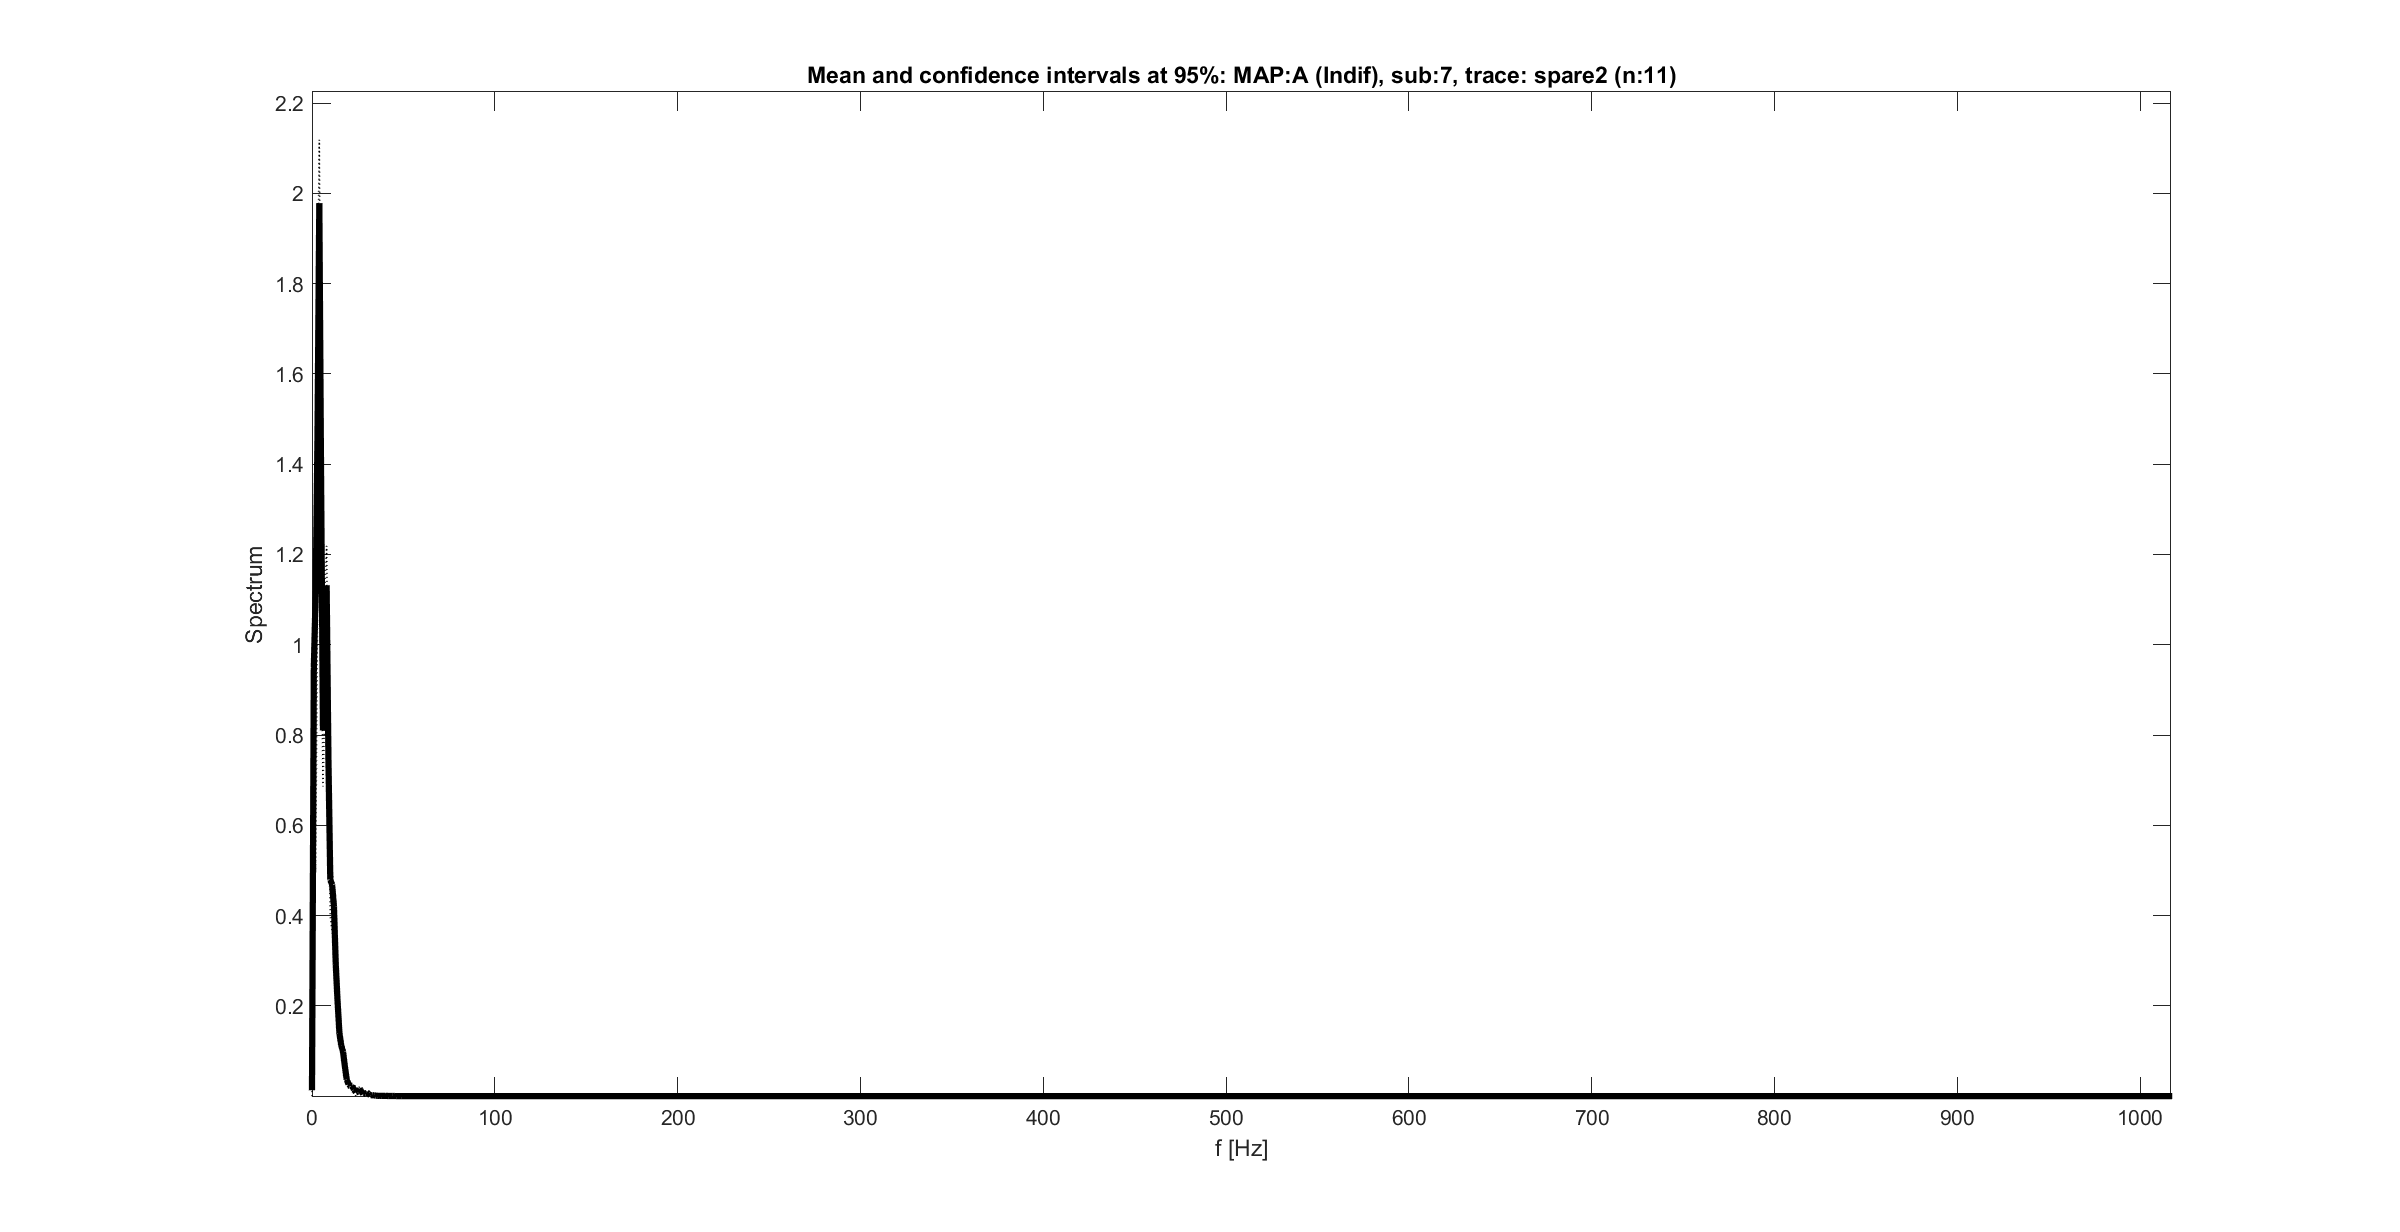 Mean and confidence intervals at 95%: MAP:A (Indif), sub:7, trace: spare2 (n:11)
2.2
2
1.8
1.6
1.4
1.2
1
0.8
0.6
0.4
0.2
Spectrum
0 100 200 300 400 500 600 700 800 900 1000
f [Hz]